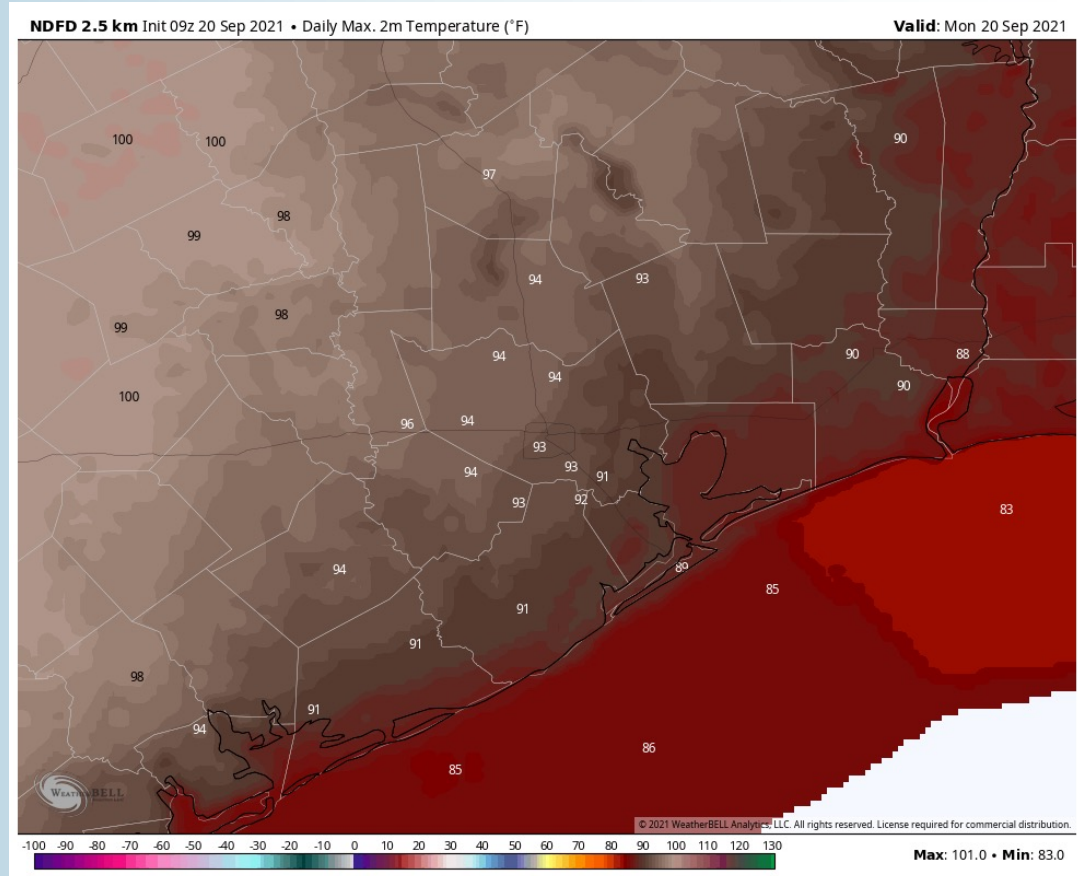 NDFD 2.5 km Init 09z 20 Sep 2021 • Daily Max. 2m Temperature (˚F) Valid: Mon 20 Sep 2021
100 100 90
97
98
99
94 93
98
99
94 90 88
94 90
100
96 94
93
94 93 91
93 92
83
89
94 85
91
91
98
91
94
86
85
WEATHERBELL
© 2021 WeatherBELL Analytics, LLC. All rights reserved. License required for commercial distribution.
-100 -90 -80 -70 -60 -50 -40 -30 -20 -10 0 10 20 30 40 50 60 70 80 90 100 110 120 130
Max: 101.0 • Min: 83.0